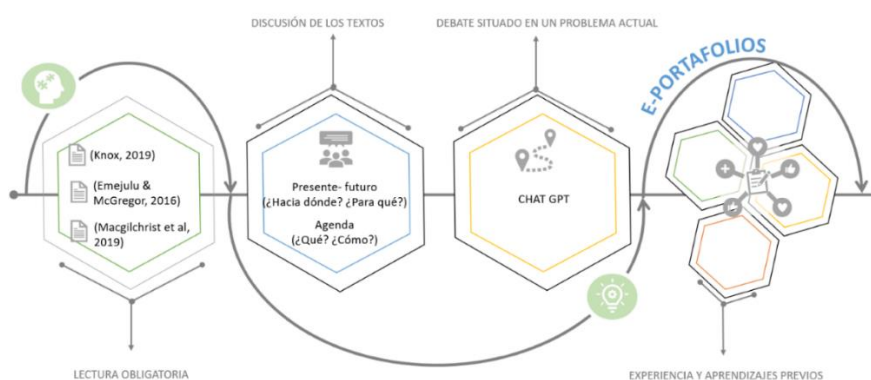 DISCUSIÓN DE LOS TEXTOS
DEBATE SITUADO EN UN PROBLEMA ACTUAL
E-PORTAFOLIOS
(Knox, 2019)
(Emejulu &
McGregor, 2016)
(Macgilchrist et al,
2019)
Presente- futuro
(¿Hacia dónde? ¿Para qué?)
Agenda
(¿Qué? ¿Cómo?)
CHAT GPT
LECTURA OBLIGATORIA
EXPERIENCIA Y APRENDIZAJES PREVIOS